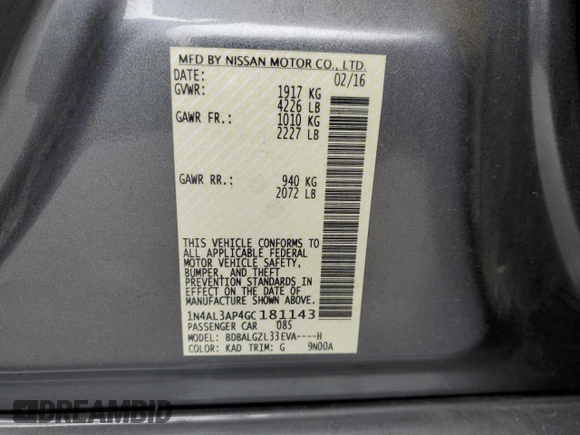 MFD BY NISSAN MOTOR CO., LTD.
DATE: 02/16
GVWR: 1917 KG
4226 LB
GAWR FR.: 1010 KG
2227 LB
GAWR RR.: 940 KG
2072 LB
THIS VEHICLE CONFORMS TO
ALL APPLICABLE FEDERAL
MOTOR VEHICLE SAFETY,
BUMPER, AND THEFT
PREVENTION STANDARDS IN
EFFECT ON THE DATE OF
MANUFACTURE SHOWN ABOVE.
1N4AL3AP4GC181143
PASSENGER CAR 085
MODEL: BDBALGZL33EVA----H
COLOR: KAD TRIM: G 9N00A
DREAMBID